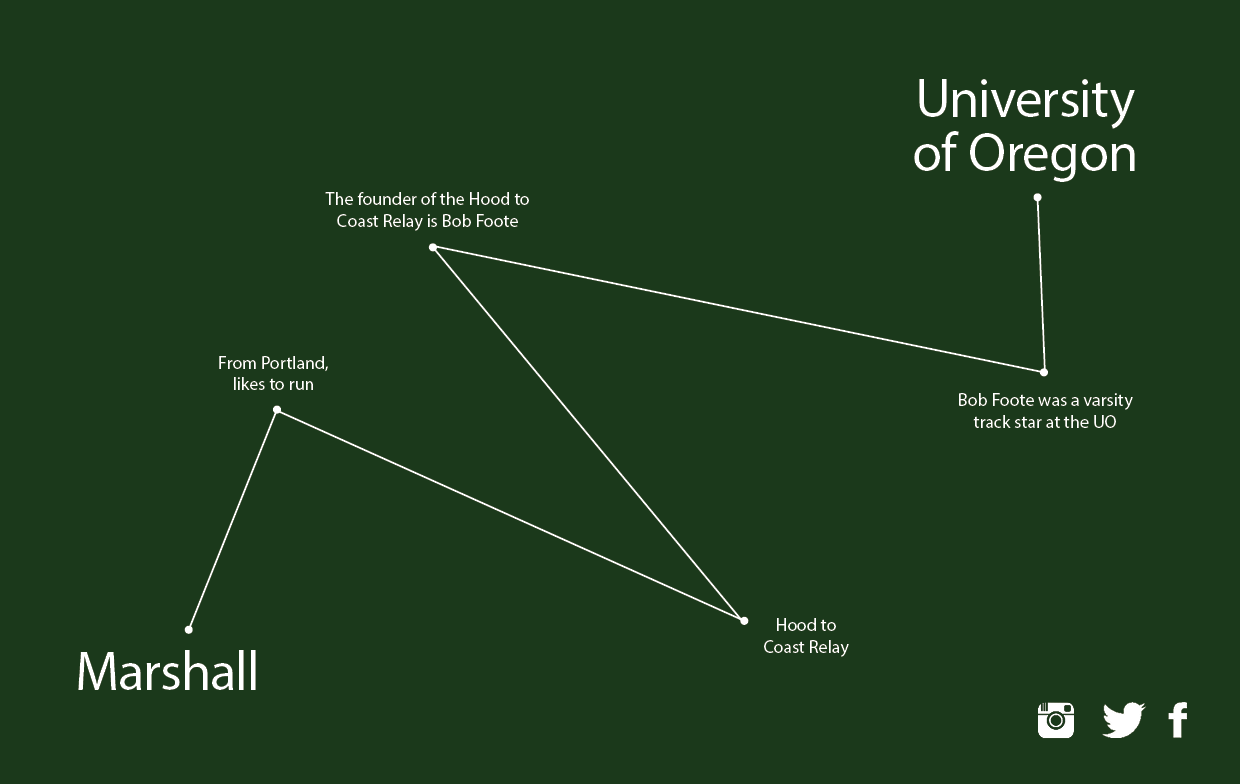 University
of Oregon
The founder of the Hood to
Coast Relay is Bob Foote
From Portland,
likes to run
Bob Foote was a varsity
track star at the UO
Hood to
Coast Relay
Marshall